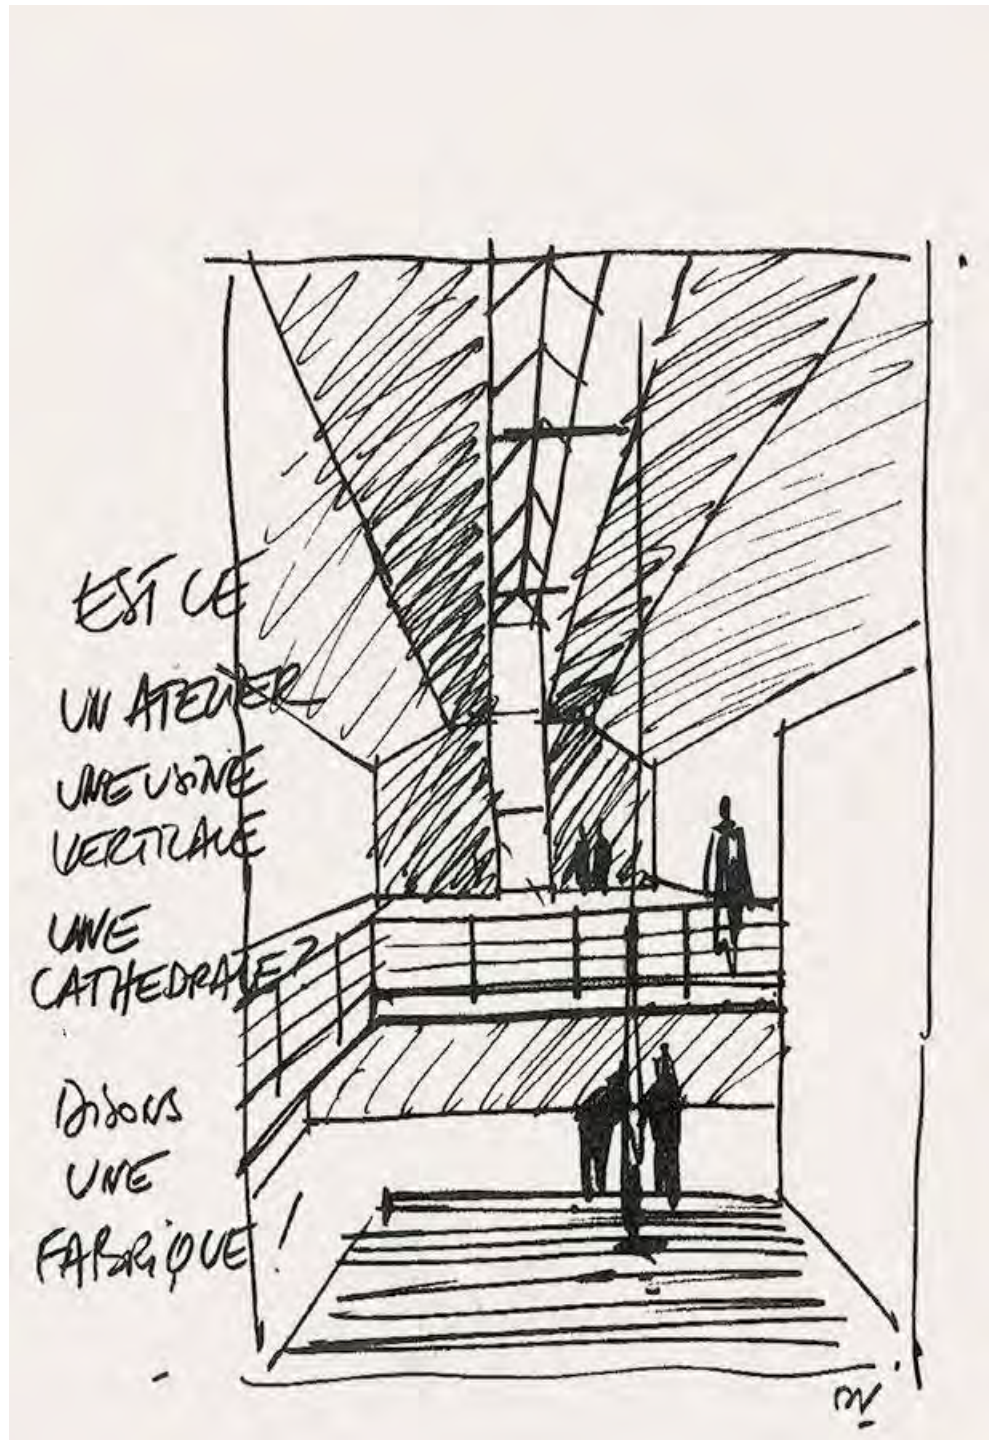 EST CE
UN ATELIER
UNE USINE
VERTICALE
UNE
CATHEDRALE?
DISONS
UNE
FABRIQUE!